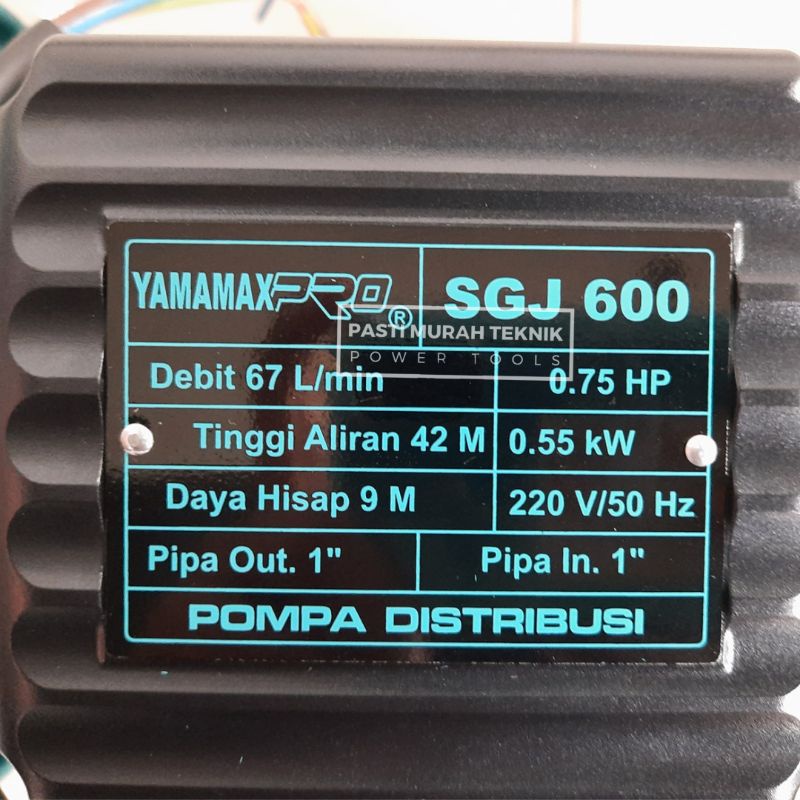 YAMAMAXPRO ®
SGJ 600
PASTI MURAH TEKNIK
POWER TOOLS
Debit 67 L/min
0.75 HP
Tinggi Aliran 42 M
0.55 kW
Daya Hisap 9 M
220 V/50 Hz
Pipa Out. 1"
Pipa In. 1"
POMPA DISTRIBUSI